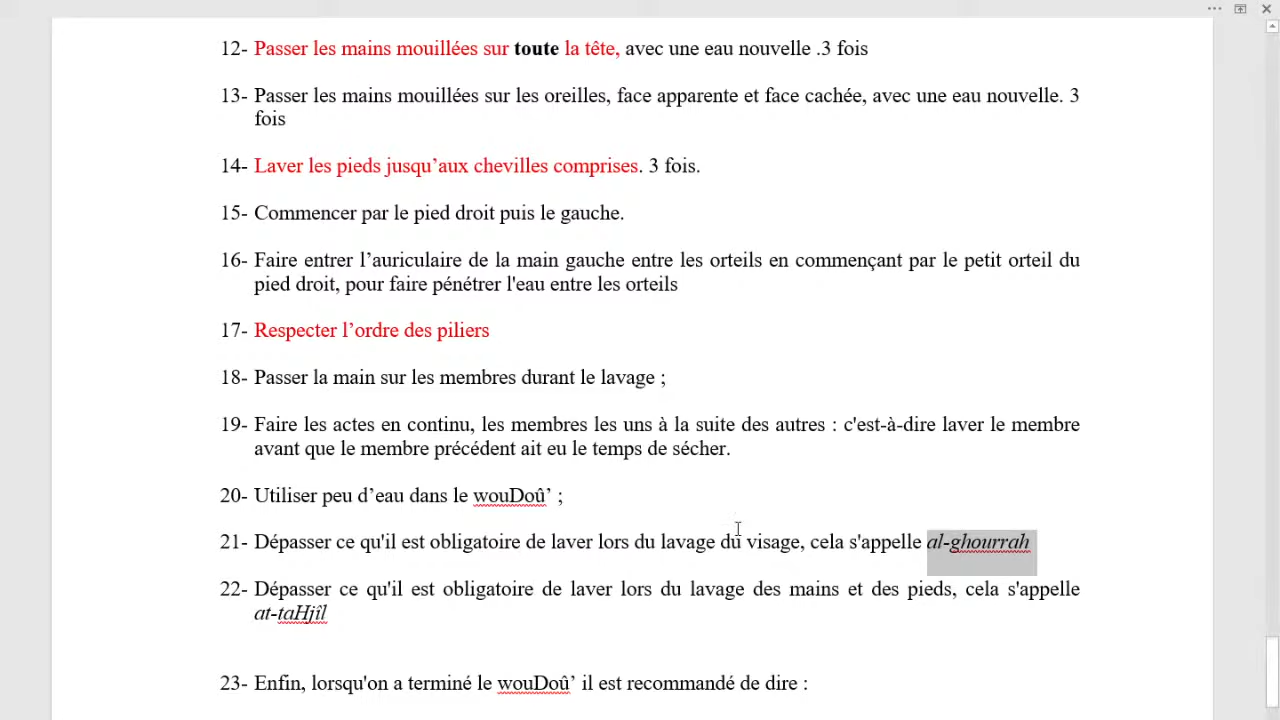 12- Passer les mains mouillées sur toute la tête, avec une eau nouvelle .3 fois
13- Passer les mains mouillées sur les oreilles, face apparente et face cachée, avec une eau nouvelle. 3
fois
14- Laver les pieds jusqu’aux chevilles comprises. 3 fois.
15- Commencer par le pied droit puis le gauche.
16- Faire entrer l’auriculaire de la main gauche entre les orteils en commençant par le petit orteil du
pied droit, pour faire pénétrer l'eau entre les orteils
17- Respecter l’ordre des piliers
18- Passer la main sur les membres durant le lavage ;
19- Faire les actes en continu, les membres les uns à la suite des autres : c'est-à-dire laver le membre
avant que le membre précédent ait eu le temps de sécher.
20- Utiliser peu d’eau dans le wouDoû’ ;
21- Dépasser ce qu'il est obligatoire de laver lors du lavage du visage, cela s'appelle al-ghourrah
22- Dépasser ce qu'il est obligatoire de laver lors du lavage des mains et des pieds, cela s'appelle
at-taHjîl
23- Enfin, lorsqu'on a terminé le wouDoû’ il est recommandé de dire :